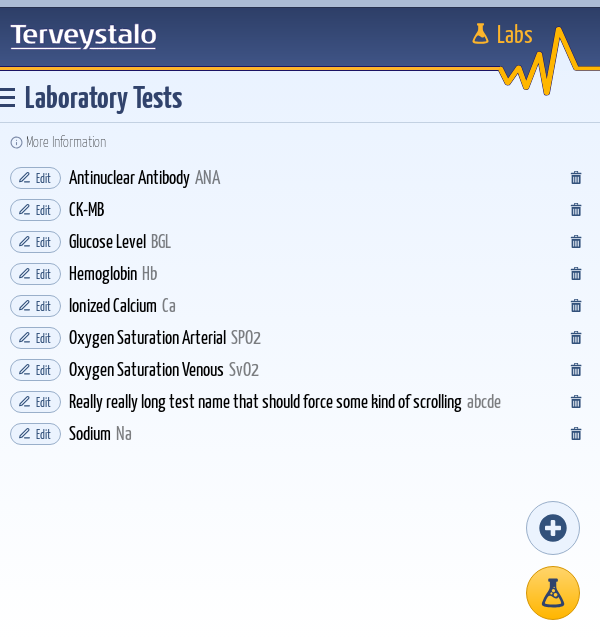 Terveystalo
Labs
Laboratory Tests
More Information
Edit Antinuclear Antibody ANA
Edit CK-MB
Edit Glucose Level BGL
Edit Hemoglobin Hb
Edit Ionized Calcium Ca
Edit Oxygen Saturation Arterial SPO2
Edit Oxygen Saturation Venous SvO2
Edit Really really long test name that should force some kind of scrolling abcde
Edit Sodium Na